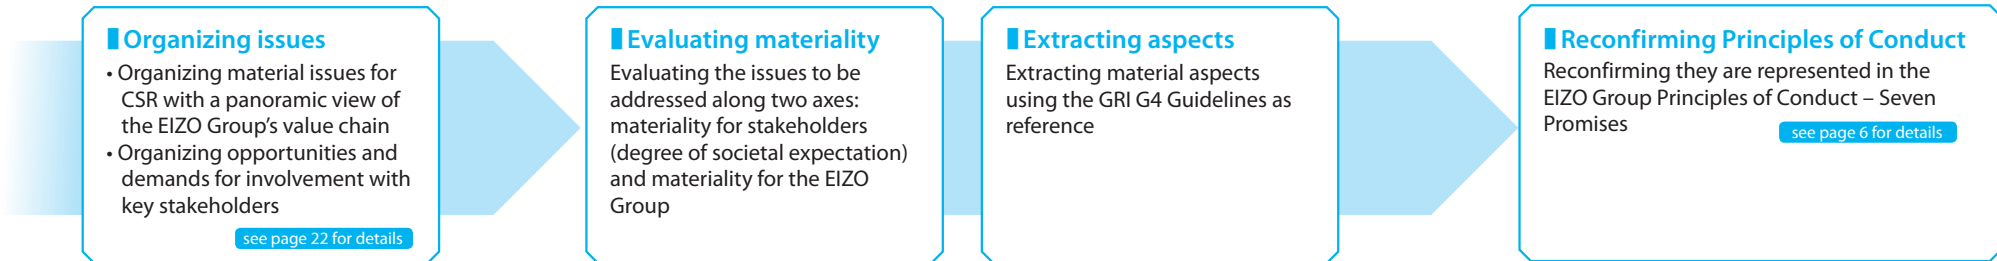 Organizing issues
• Organizing material issues for
CSR with a panoramic view of
the EIZO Group’s value chain
• Organizing opportunities and
demands for involvement with
key stakeholders
see page 22 for details
Evaluating materiality
Evaluating the issues to be
addressed along two axes:
materiality for stakeholders
(degree of societal expectation)
and materiality for the EIZO
Group
Extracting aspects
Extracting material aspects
using the GRI G4 Guidelines as
reference
Reconfirming Principles of Conduct
Reconfirming they are represented in the
EIZO Group Principles of Conduct – Seven
Promises
see page 6 for details